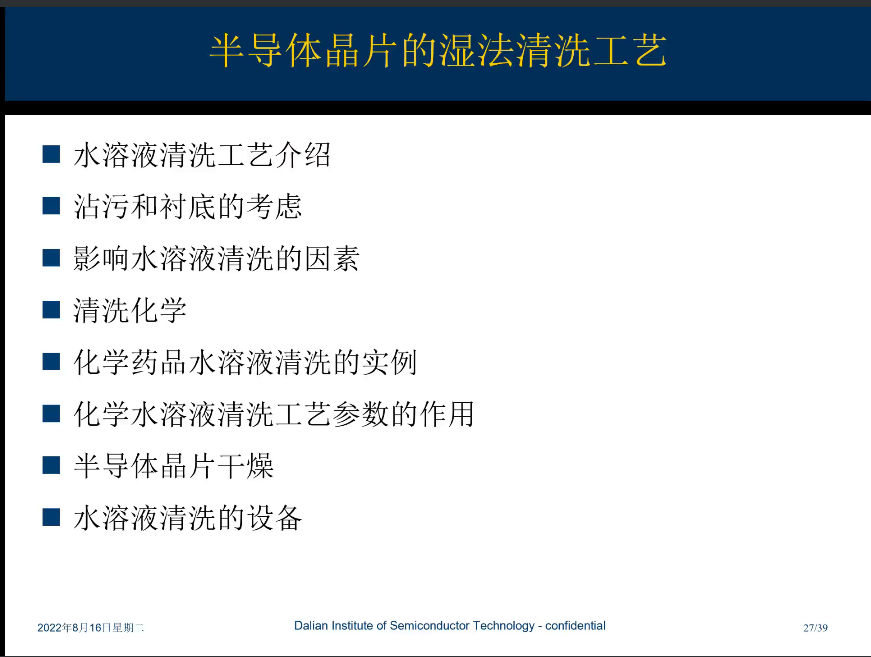 半导体晶片的湿法清洗工艺
水溶液清洗工艺介绍
沾污和衬底的考虑
影响水溶液清洗的因素
清洗化学
化学药品水溶液清洗的实例
化学水溶液清洗工艺参数的作用
半导体晶片干燥
水溶液清洗的设备
2022年8月16日星期二
Dalian Institute of Semiconductor Technology - confidential
27/39